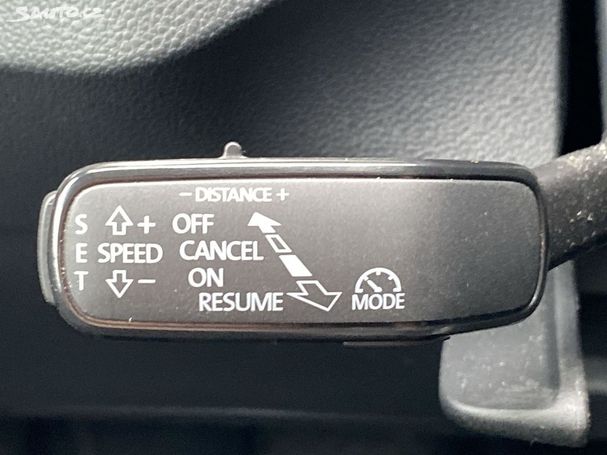 Sauto.cz
− DISTANCE +
S + OFF
E SPEED CANCEL
T − ON
RESUME MODE